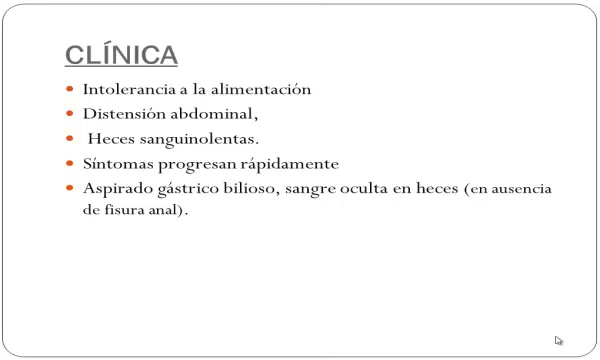 CLÍNICA
• Intolerancia a la alimentación
• Distensión abdominal,
• Heces sanguinolentas.
• Síntomas progresan rápidamente
• Aspirado gástrico bilioso, sangre oculta en heces (en ausencia
de fisura anal).